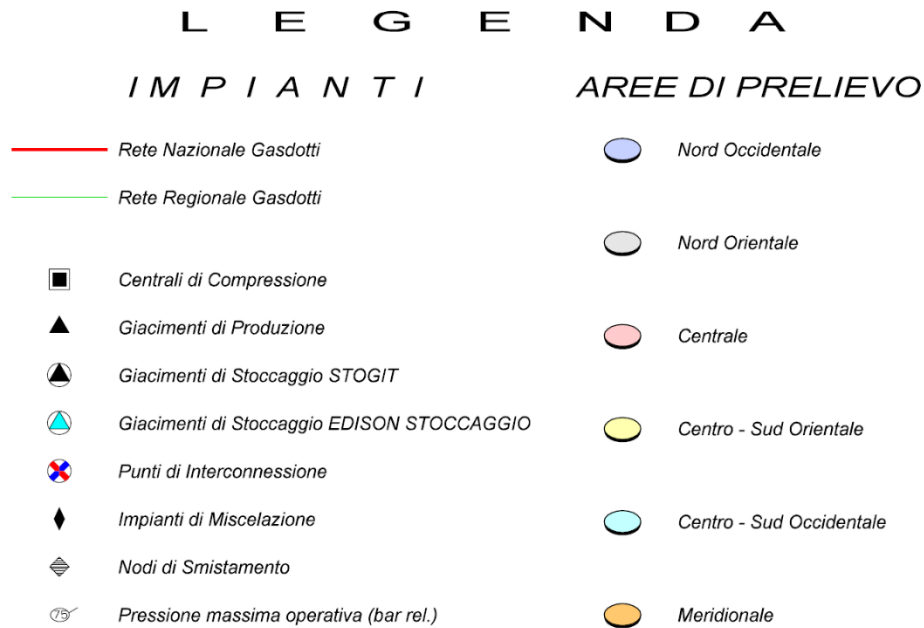 L E G E N D A
I M P I A N T I
Rete Nazionale Gasdotti
Rete Regionale Gasdotti
Centrali di Compressione
Giacimenti di Produzione
Giacimenti di Stoccaggio STOGIT
Giacimenti di Stoccaggio EDISON STOCCAGGIO
Punti di Interconnessione
Impianti di Miscelazione
Nodi di Smistamento
75 Pressione massima operativa (bar rel.)
AREE DI PRELIEVO
Nord Occidentale
Nord Orientale
Centrale
Centro - Sud Orientale
Centro - Sud Occidentale
Meridionale